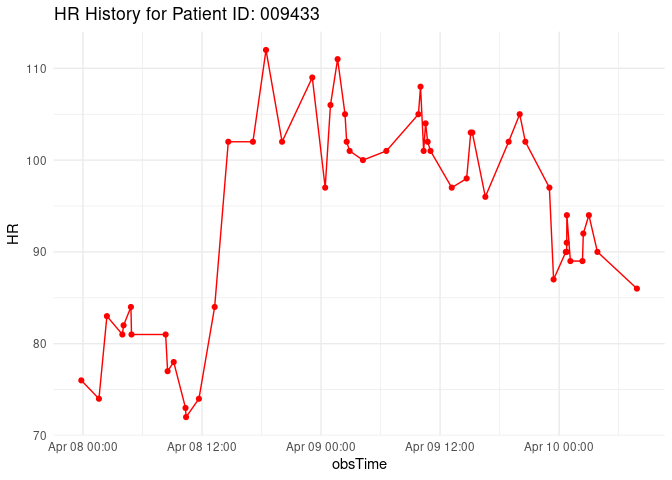 HR History for Patient ID: 009433
110
100
90
80
70
HR
Apr 08 00:00 Apr 08 12:00 Apr 09 00:00 Apr 09 12:00 Apr 10 00:00
obsTime